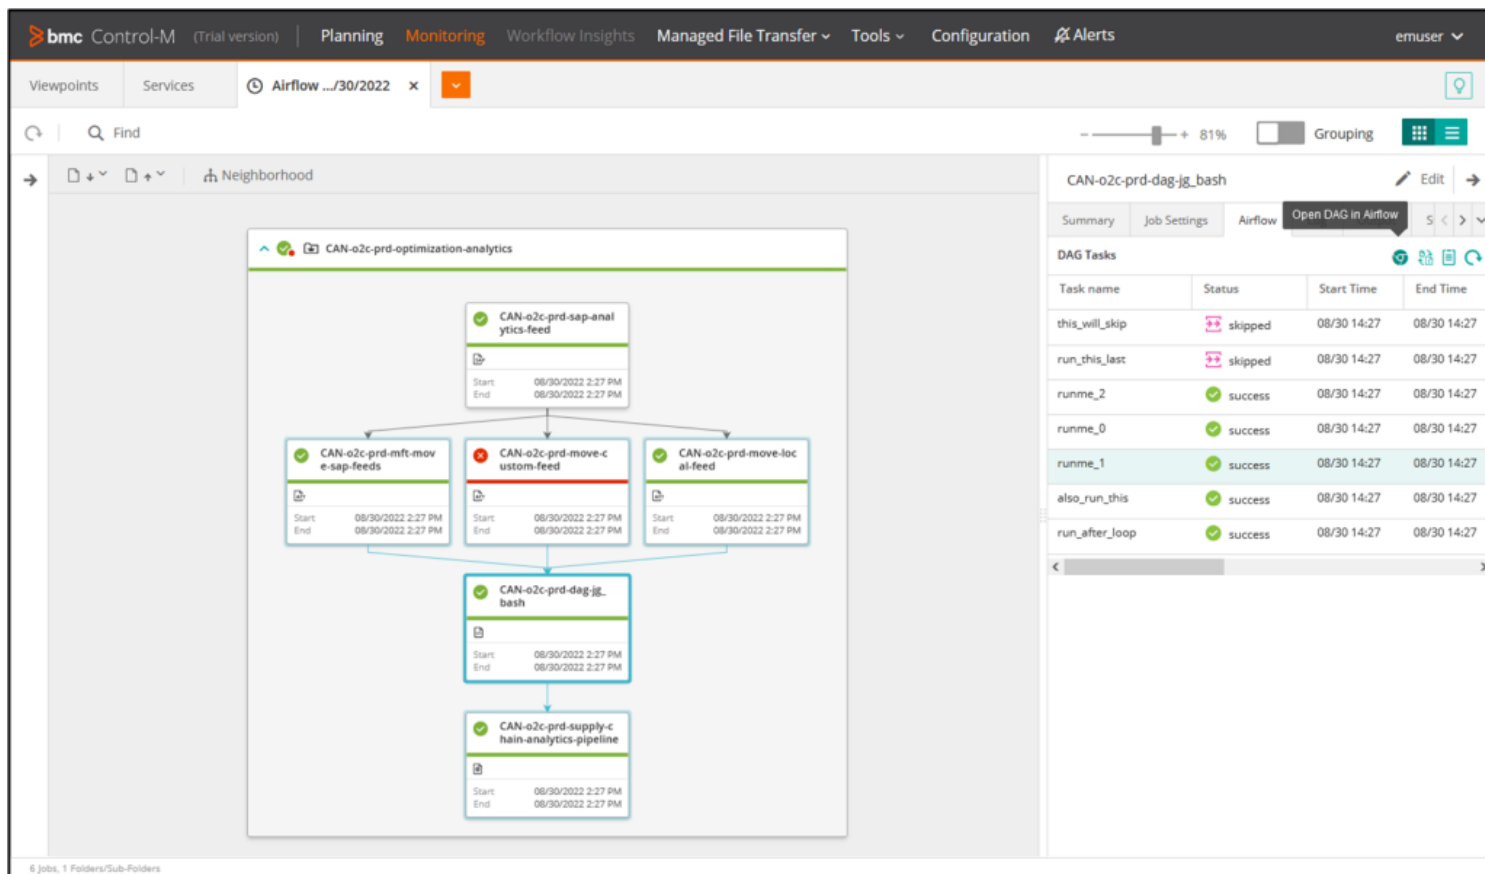 bmc Control-M (Trial version) Planning Monitoring Workflow Insights Managed File Transfer Tools Configuration Alerts emuser
Viewpoints Services Airflow .../30/2022 x
Find - + 81% Grouping
Neighborhood
CAN-o2c-prd-dag-jg_bash Edit
Summary Job Settings Airflow Open DAG in Airflow S
DAG Tasks
Task name Status Start Time End Time
this_will_skip skipped 08/30 14:27 08/30 14:27
run_this_last skipped 08/30 14:27 08/30 14:27
runme_2 success 08/30 14:27 08/30 14:27
runme_0 success 08/30 14:27 08/30 14:27
runme_1 success 08/30 14:27 08/30 14:27
also_run_this success 08/30 14:27 08/30 14:27
run_after_loop success 08/30 14:27 08/30 14:27
CAN-o2c-prd-optimization-analytics
CAN-o2c-prd-sap-anal
ytics-feed
Start 08/30/2022 2:27 PM
End 08/30/2022 2:27 PM
CAN-o2c-prd-mft-mov
e-sap-feeds
Start 08/30/2022 2:27 PM
End 08/30/2022 2:27 PM
CAN-o2c-prd-move-c
ustom-feed
Start 08/30/2022 2:27 PM
End 08/30/2022 2:27 PM
CAN-o2c-prd-move-loc
al-feed
Start 08/30/2022 2:27 PM
End 08/30/2022 2:27 PM
CAN-o2c-prd-dag-jg_
bash
Start 08/30/2022 2:27 PM
End 08/30/2022 2:27 PM
CAN-o2c-prd-supply-c
hain-analytics-pipeline
Start 08/30/2022 2:27 PM
End 08/30/2022 2:27 PM
6 Jobs, 1 Folders/Sub-Folders